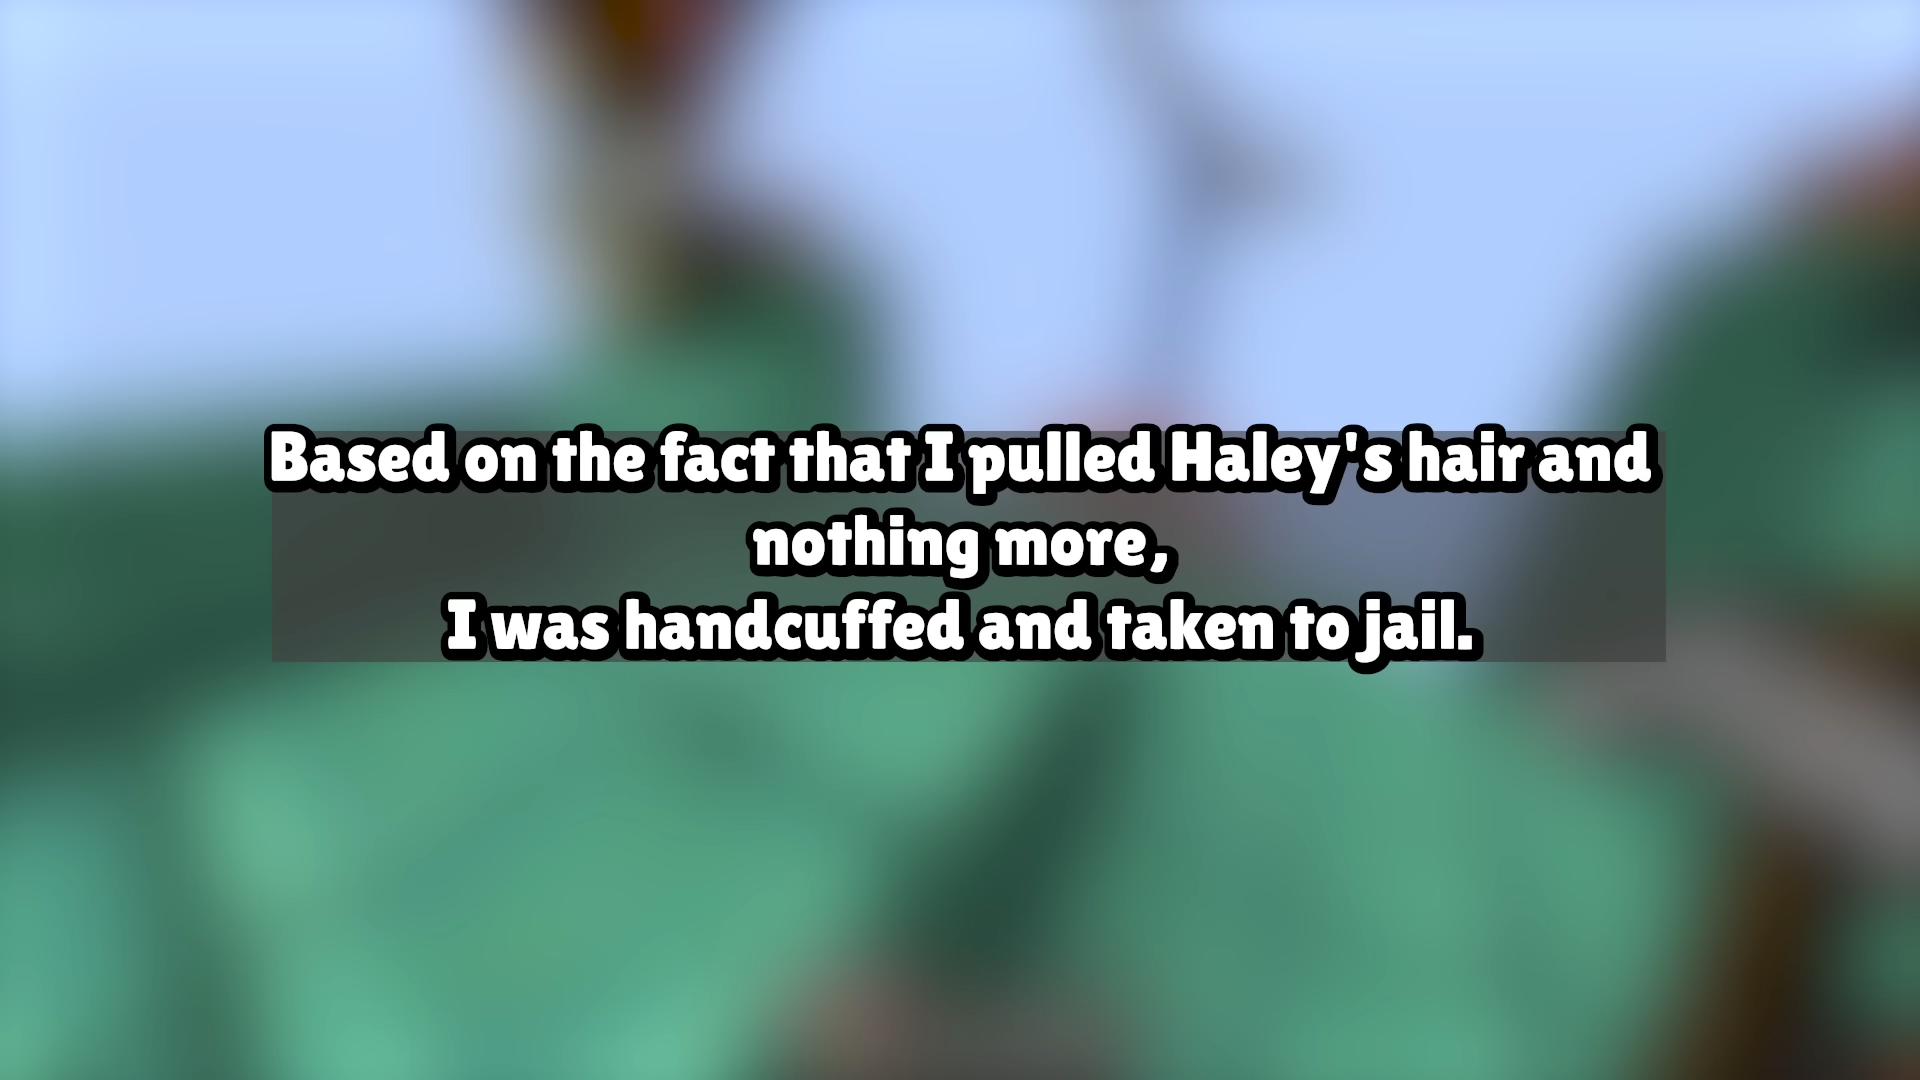 Based on the fact that I pulled Haley's hair and
nothing more,
I was handcuffed and taken to jail.